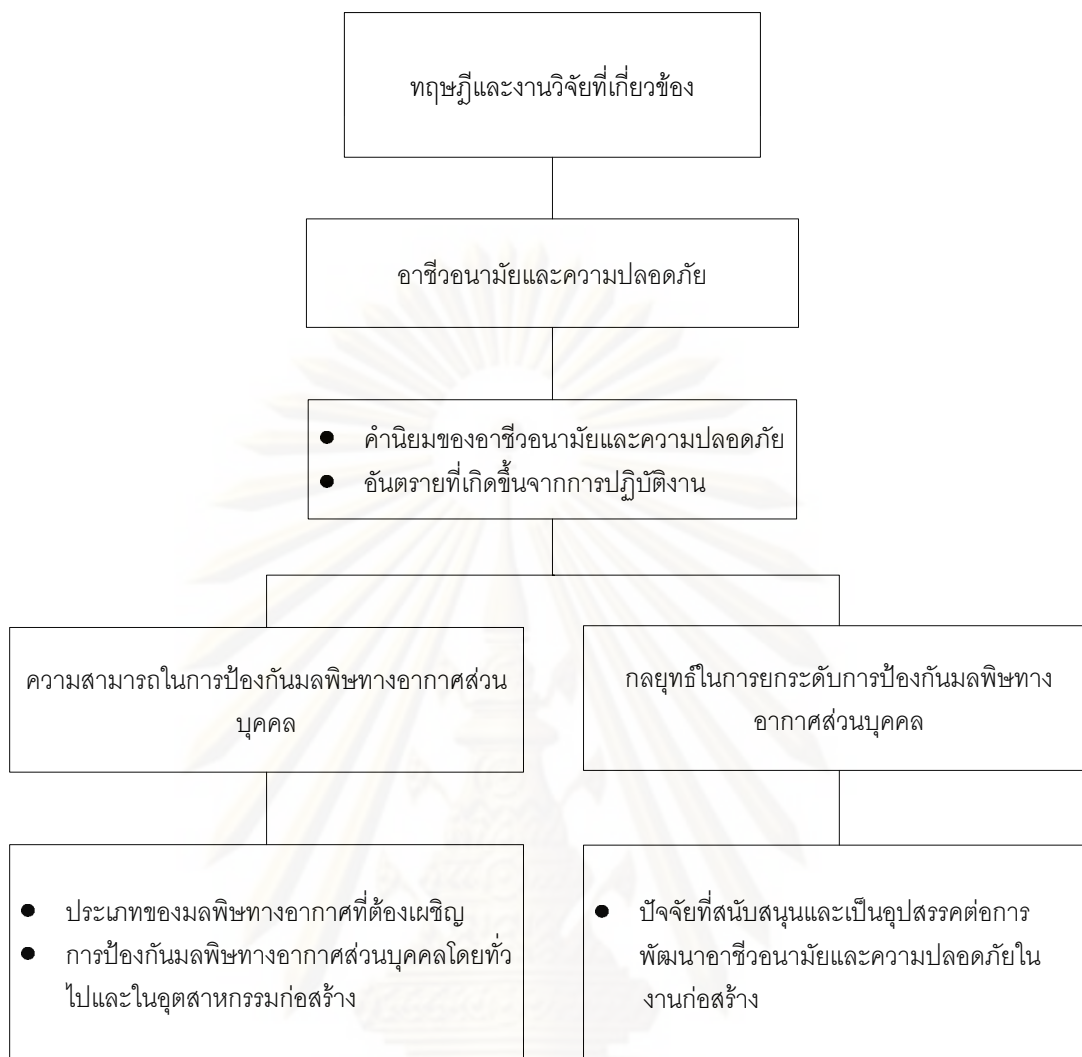 ทฤษฎีและงานวิจัยที่เกี่ยวข้อง
อาชีวอนามัยและความปลอดภัย
● คำนิยมของอาชีวอนามัยและความปลอดภัย
● อันตรายที่เกิดขึ้นจากการปฏิบัติงาน
ความสามารถในการป้องกันมลพิษทางอากาศส่วน
บุคคล
กลยุทธ์ในการยกระดับการป้องกันมลพิษทาง
อากาศส่วนบุคคล
● ประเภทของมลพิษทางอากาศที่ต้องเผชิญ
● การป้องกันมลพิษทางอากาศส่วนบุคคลโดยทั่ว
ไปและในอุตสาหกรรมก่อสร้าง
● ปัจจัยที่สนับสนุนและเป็นอุปสรรคต่อการ
พัฒนาอาชีวอนามัยและความปลอดภัยใน
งานก่อสร้าง